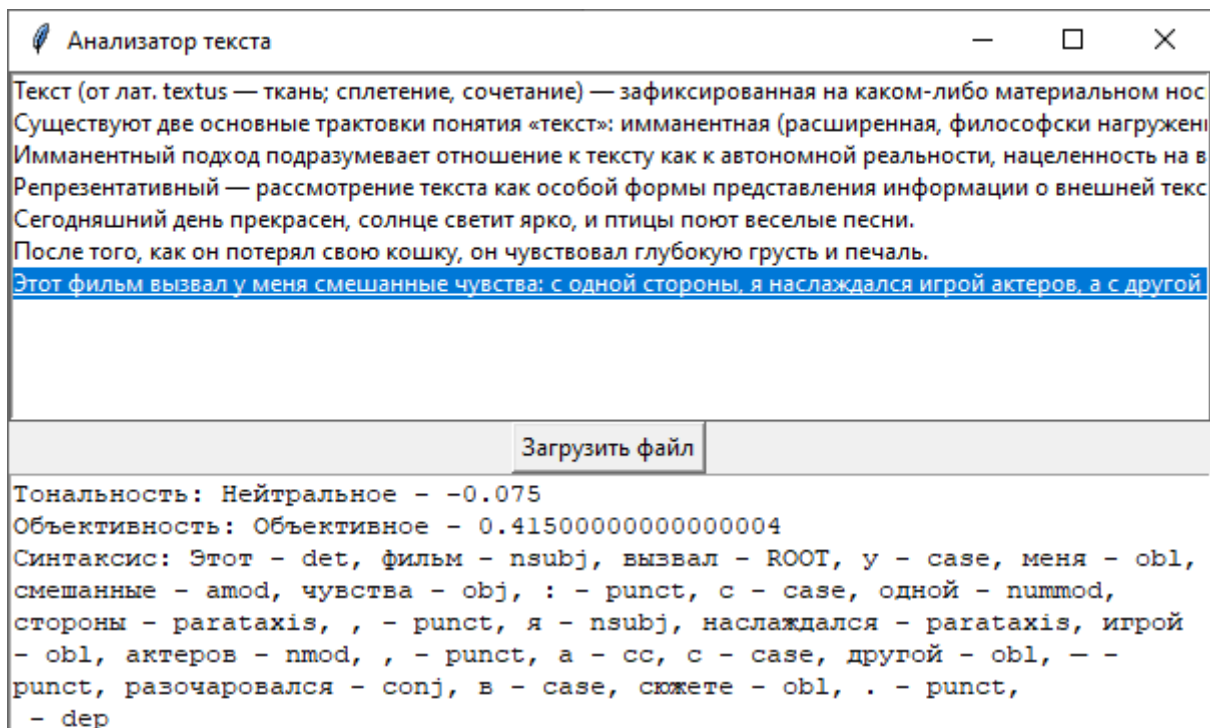 Анализатор текста
Текст (от лат. textus — ткань; сплетение, сочетание) — зафиксированная на каком-либо материальном нос
Существуют две основные трактовки понятия «текст»: имманентная (расширенная, философски нагружен
Имманентный подход подразумевает отношение к тексту как к автономной реальности, нацеленность на в
Репрезентативный — рассмотрение текста как особой формы представления информации о внешней текс
Сегодняшний день прекрасен, солнце светит ярко, и птицы поют веселые песни.
После того, как он потерял свою кошку, он чувствовал глубокую грусть и печаль.
Этот фильм вызвал у меня смешанные чувства: с одной стороны, я наслаждался игрой актеров, а с другой
Загрузить файл
Тональность: Нейтральное - -0.075
Объективность: Объективное - 0.41500000000000004
Синтаксис: Этот - det, фильм - nsubj, вызвал - ROOT, у - case, меня - obl,
смешанные - amod, чувства - obj, : - punct, с - case, одной - nummod,
стороны - parataxis, , - punct, я - nsubj, наслаждался - parataxis, игрой
- obl, актеров - nmod, , - punct, а - cc, с - case, другой - obl, — -
punct, разочаровался - conj, в - case, сюжете - obl, . - punct,
- dep